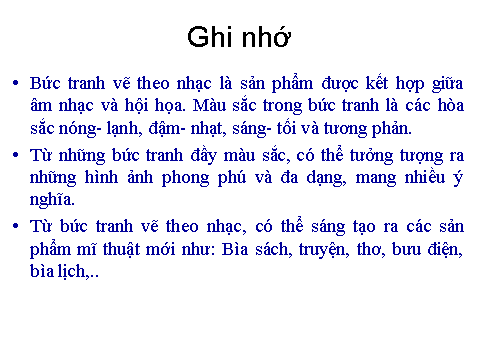 Ghi nhớ
• Bức tranh vẽ theo nhạc là sản phẩm được kết hợp giữa
âm nhạc và hội họa. Màu sắc trong bức tranh là các hòa
sắc nóng- lạnh, đậm- nhạt, sáng- tối và tương phản.
• Từ những bức tranh đầy màu sắc, có thể tưởng tượng ra
những hình ảnh phong phú và đa dạng, mang nhiều ý
nghĩa.
• Từ bức tranh vẽ theo nhạc, có thể sáng tạo ra các sản
phẩm mĩ thuật mới như: Bìa sách, truyện, thơ, bưu điện,
bìa lịch,..